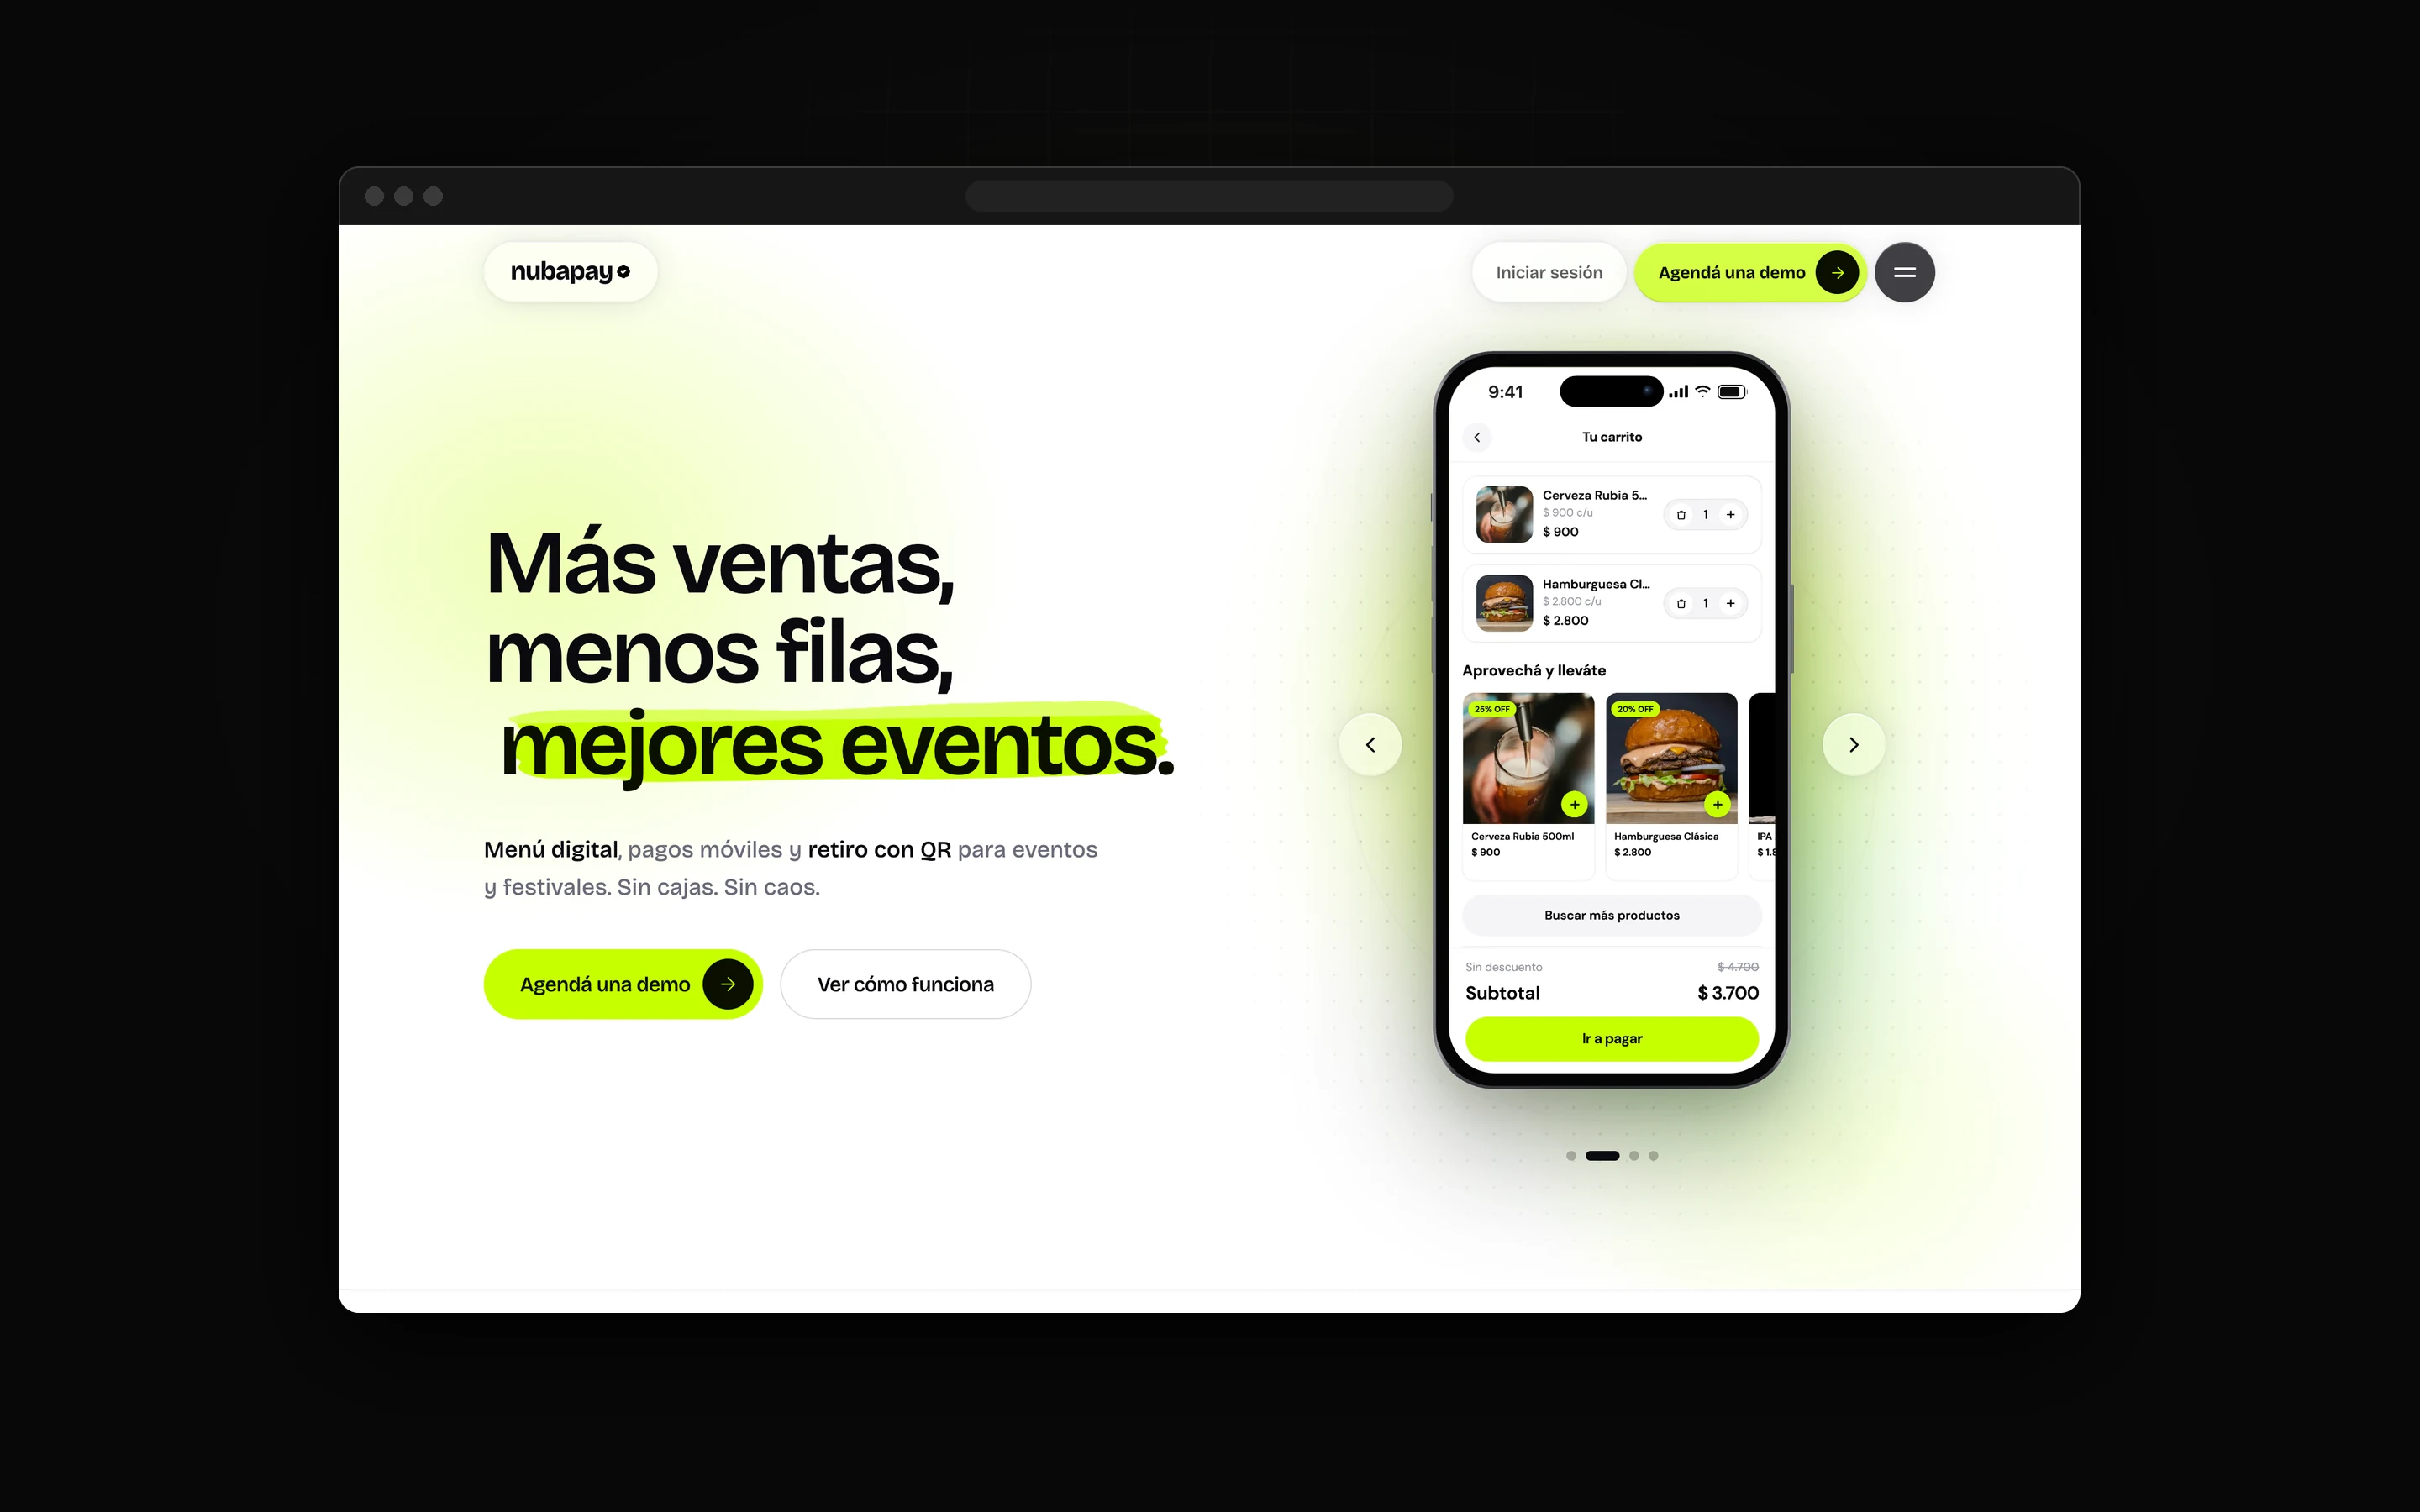 nubapay
Iniciar sesión
Agendá una demo
Más ventas,
menos filas,
mejores eventos.
Menú digital, pagos móviles y retiro con QR para eventos
y festivales. Sin cajas. Sin caos.
Agendá una demo
Ver cómo funciona
9:41
Tu carrito
Cerveza Rubia 5...
$ 900 c/u
$ 900
1
Hamburguesa Cl...
$ 2.800 c/u
$ 2.800
1
Aprovechá y lleváte
25% OFF
Cerveza Rubia 500ml
$ 900
20% OFF
Hamburguesa Clásica
$ 2.800
IPA
$ 1.8
Buscar más productos
Sin descuento $ 4.700
Subtotal $ 3.700
Ir a pagar